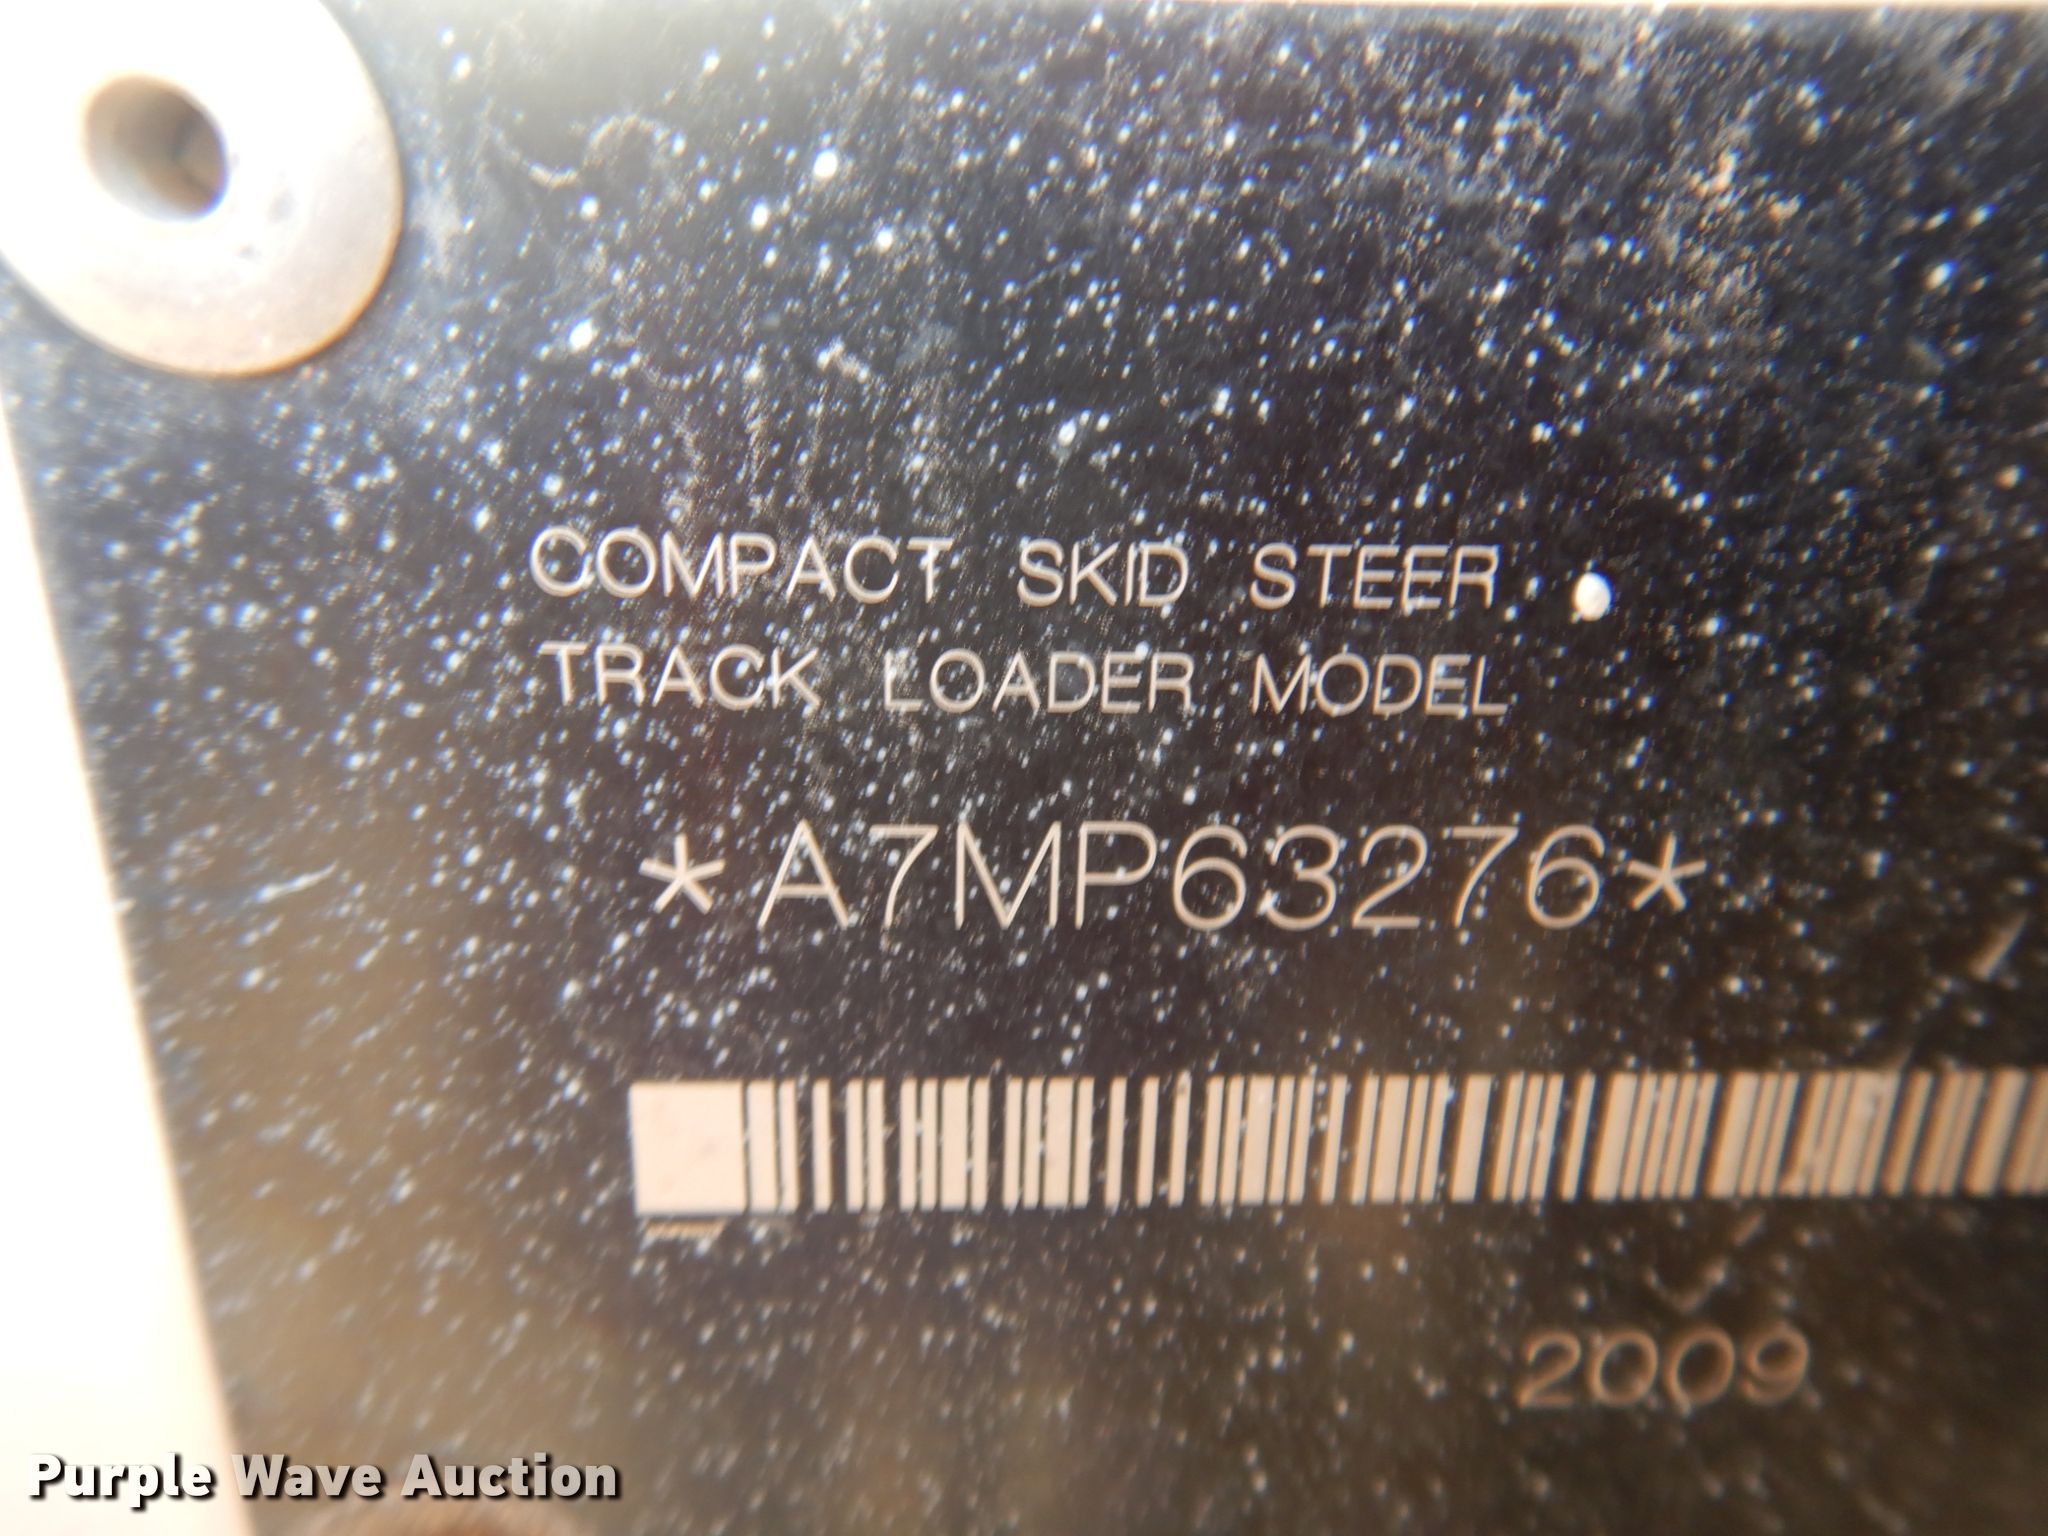 COMPACT SKID STEER
TRACK LOADER MODEL
*A7MP63276*
2009
Purple Wave Auction